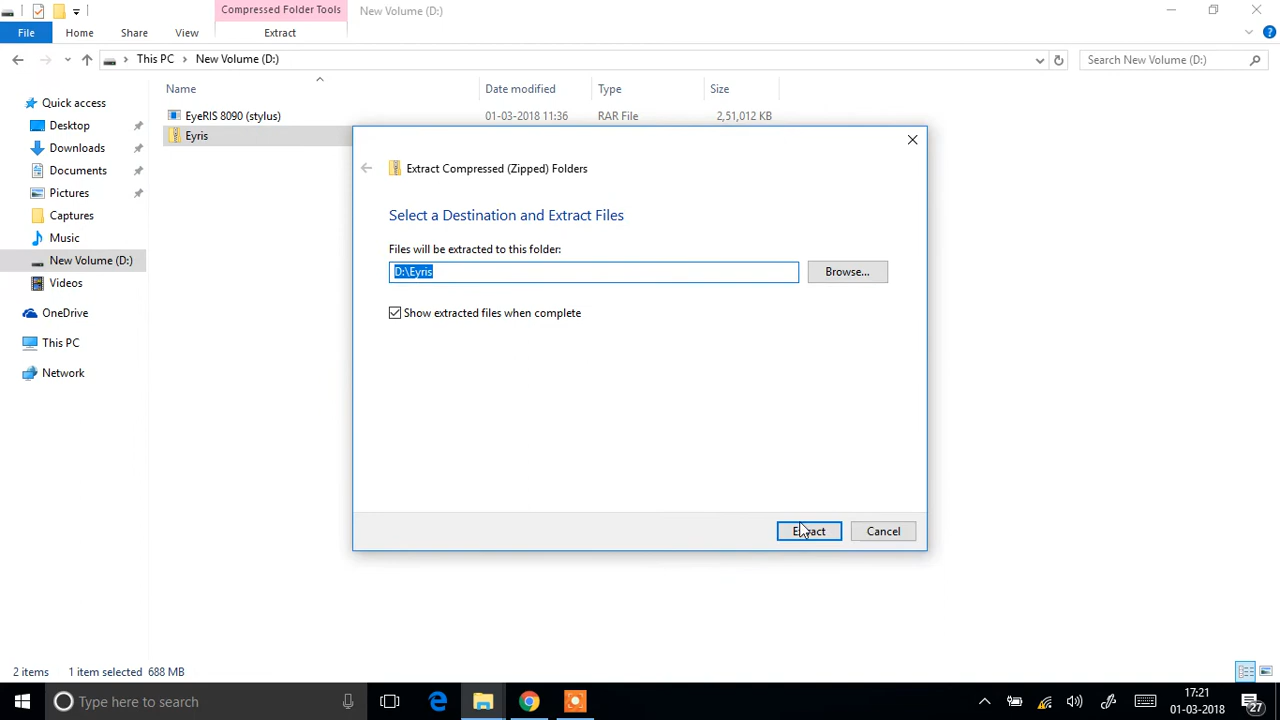 Compressed Folder Tools
New Volume (D:)
File
Home
Share
View
Extract
This PC
New Volume (D:)
Search New Volume (D:)
Name
Date modified
Type
Size
Quick access
Desktop
Downloads
Documents
Pictures
Captures
Music
New Volume (D:)
Videos
OneDrive
This PC
Network
EyeRIS 8090 (stylus)
01-03-2018 11:36
RAR File
2,51,012 KB
Eyris
Extract Compressed (Zipped) Folders
Select a Destination and Extract Files
Files will be extracted to this folder:
D:\Eyris
Browse...
Show extracted files when complete
Extract
Cancel
2 items
1 item selected 688 MB
Type here to search
17:21
01-03-2018
27